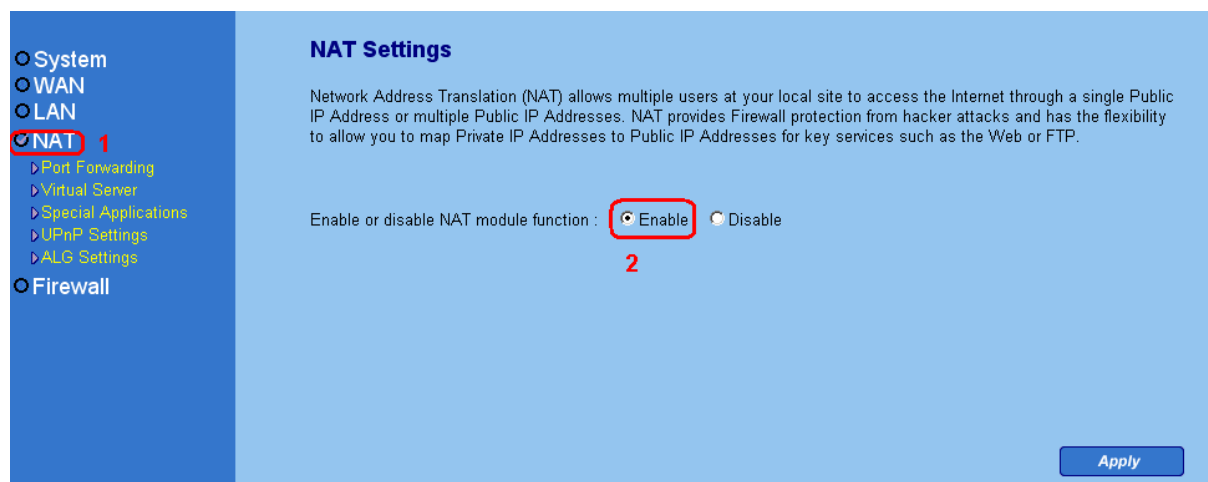 System
WAN
LAN
NAT 1
Port Forwarding
Virtual Server
Special Applications
UPnP Settings
ALG Settings
Firewall
NAT Settings
Network Address Translation (NAT) allows multiple users at your local site to access the Internet through a single Public
IP Address or multiple Public IP Addresses. NAT provides Firewall protection from hacker attacks and has the flexibility
to allow you to map Private IP Addresses to Public IP Addresses for key services such as the Web or FTP.
Enable or disable NAT module function : Enable Disable
2
Apply